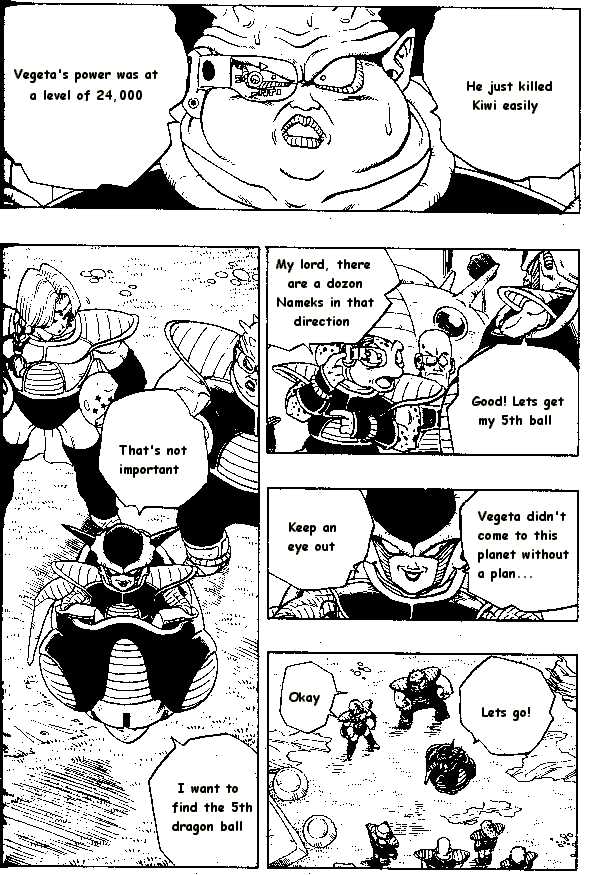 Vegeta's power was at
a level of 24,000
He just killed
Kiwi easily
That's not
important
I want to
find the 5th
dragon ball
My lord, there
are a dozon
Nameks in that
direction
Good! Lets get
my 5th ball
Keep an
eye out
Vegeta didn't
come to this
planet without
a plan...
Okay
Lets go!